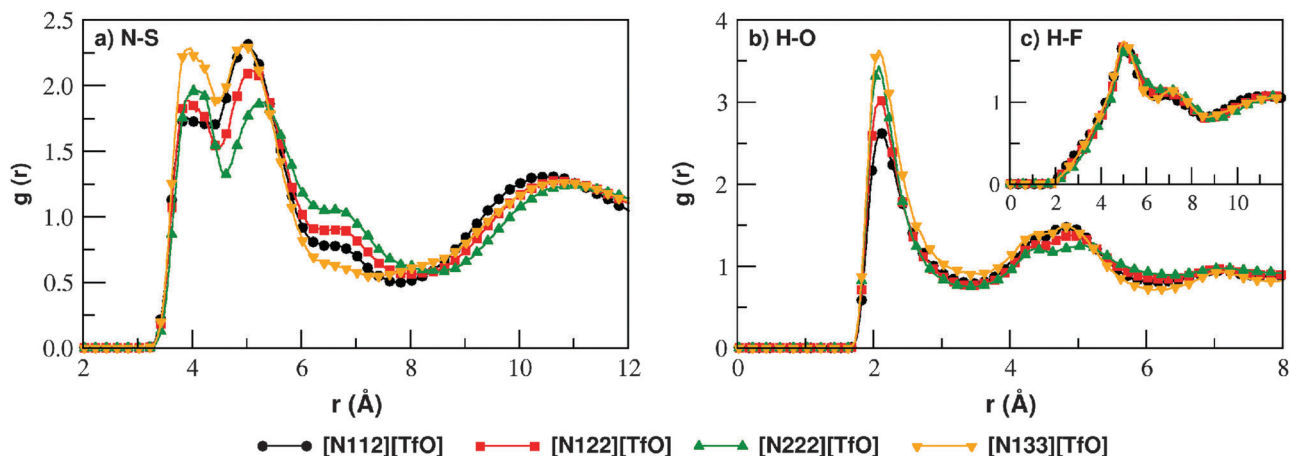 a) N-S
g (r)
2.5
2.0
1.5
1.0
0.5
0.0
2
4
6
8
10
12
r (Å)
b) H-O
g (r)
4
3
2
1
0
0
2
4
6
8
r (Å)
c) H-F
1
0
0
2
4
6
8
10
[N112][TfO]
[N122][TfO]
[N222][TfO]
[N133][TfO]